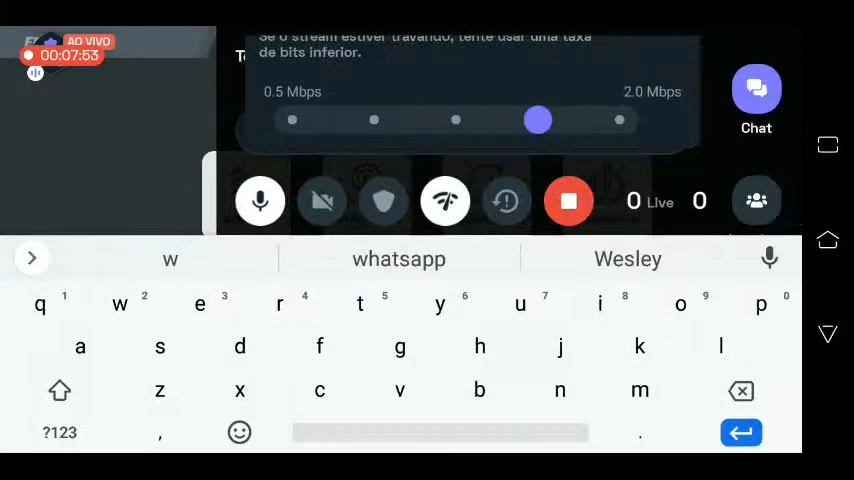 Se o stream estiver travando, tente usar uma taxa
de bits inferior.
AO VIVO
00:07:53
0.5 Mbps
2.0 Mbps
Chat
0 Live 0
w
whatsapp
Wesley
q 1 w 2 e 3 r 4 t 5 y 6 u 7 i 8 o 9 p 0
a s d f g h j k l
z x c v b n m
?123 , .